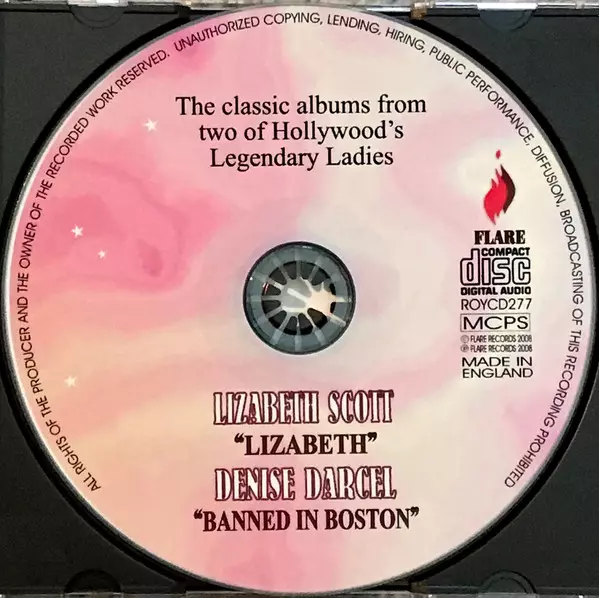 ALL RIGHTS OF THE PRODUCER AND THE OWNER OF THE RECORDED WORK RESERVED. UNAUTHORIZED COPYING, LENDING, HIRING, PUBLIC PERFORMANCE, DIFFUSION, BROADCASTING OF THIS RECORDING PROHIBITED
The classic albums from
two of Hollywood's
Legendary Ladies
FLARE
COMPACT
disc
DIGITAL AUDIO
ROYCD277
MCPS
© FLARE RECORDS 2008
℗ FLARE RECORDS 2008
MADE IN
ENGLAND
LIZABETH SCOTT
“LIZABETH”
DENISE DARCEL
“BANNED IN BOSTON”